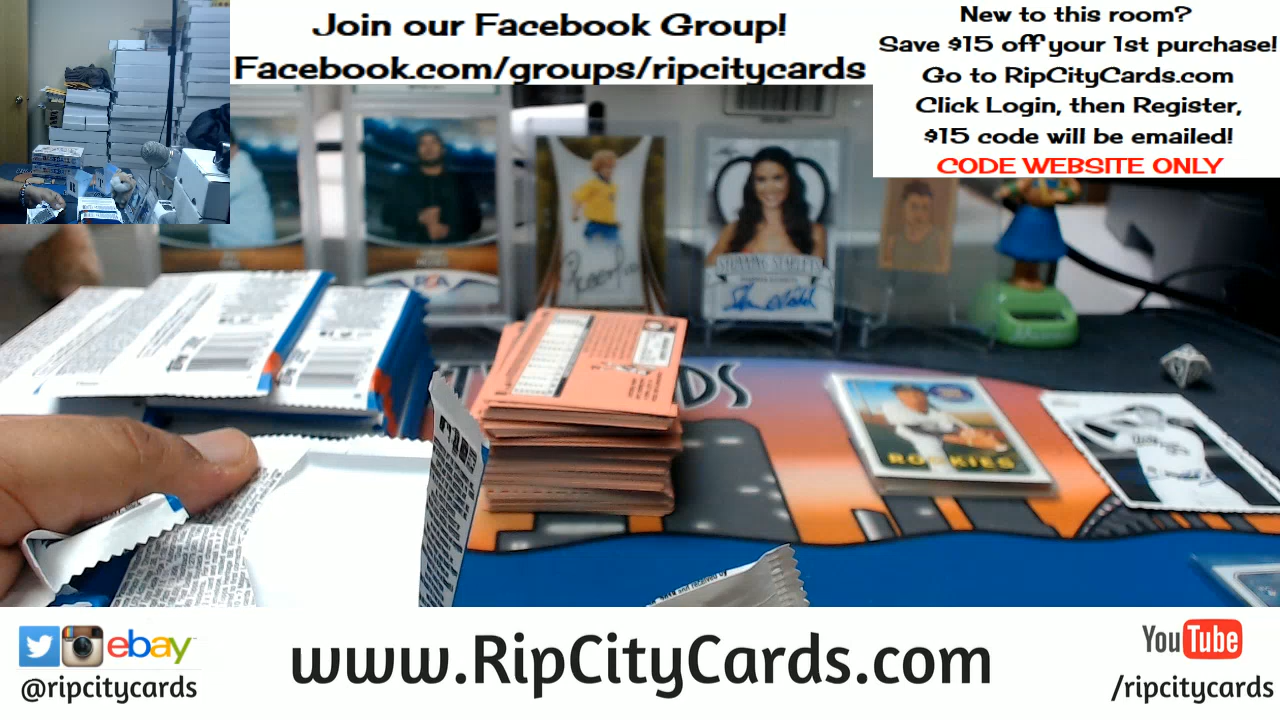 Join our Facebook Group!
Facebook.com/groups/ripcitycards
New to this room?
Save $15 off your 1st purchase!
Go to RipCityCards.com
Click Login, then Register,
$15 code will be emailed!
CODE WEBSITE ONLY
ROOKIES
ebay
@ripcitycards
www.RipCityCards.com
YouTube
/ripcitycards